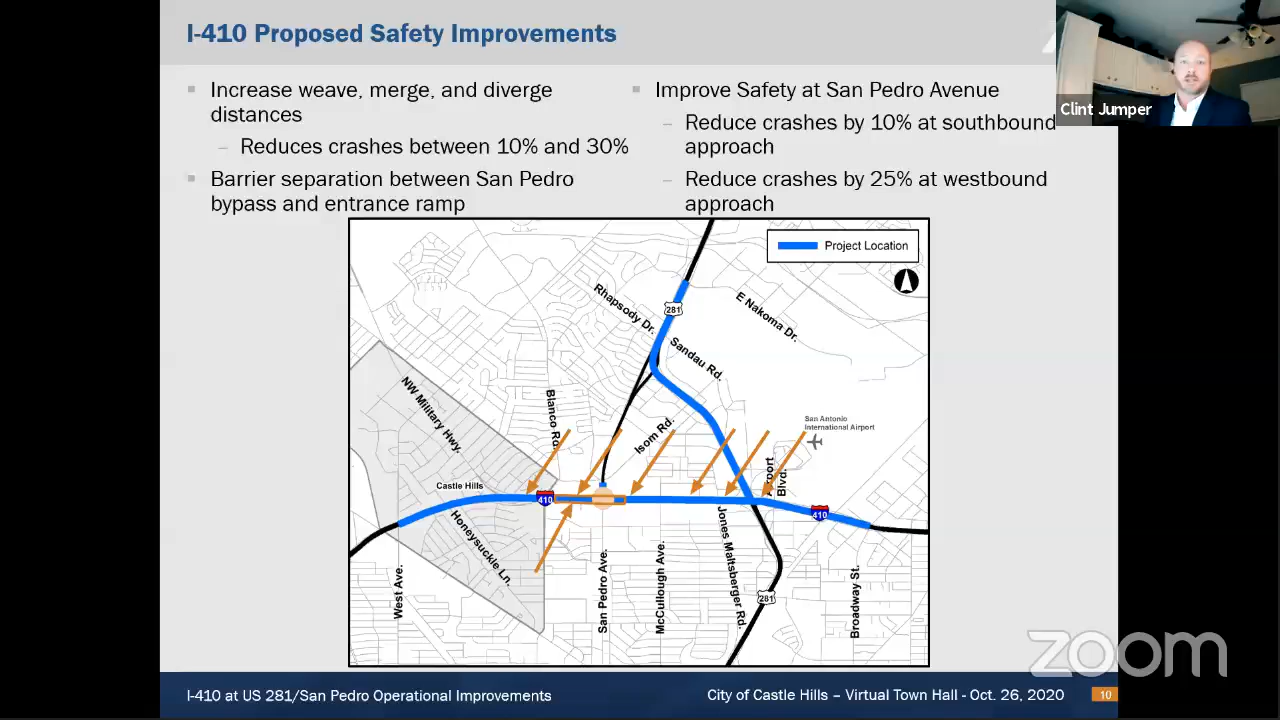 I-410 Proposed Safety Improvements
Clint Jumper
▪ Increase weave, merge, and diverge
distances
– Reduces crashes between 10% and 30%
▪ Barrier separation between San Pedro
bypass and entrance ramp
▪ Improve Safety at San Pedro Avenue
– Reduce crashes by 10% at southbound
approach
– Reduce crashes by 25% at westbound
approach
Project Location
281
Rhapsody Dr.
E Nakoma Dr.
Sandau Rd.
NW Military Hwy.
Blanco Rd.
Isom Rd.
San Antonio
International Airport
Airport
Blvd.
Castle Hills
410
410
Honeysuckle Ln.
West Ave.
San Pedro Ave.
McCullough Ave.
Jones Maltsberger Rd.
281
Broadway St.
zoom
I-410 at US 281/San Pedro Operational Improvements
City of Castle Hills – Virtual Town Hall - Oct. 26, 2020
10